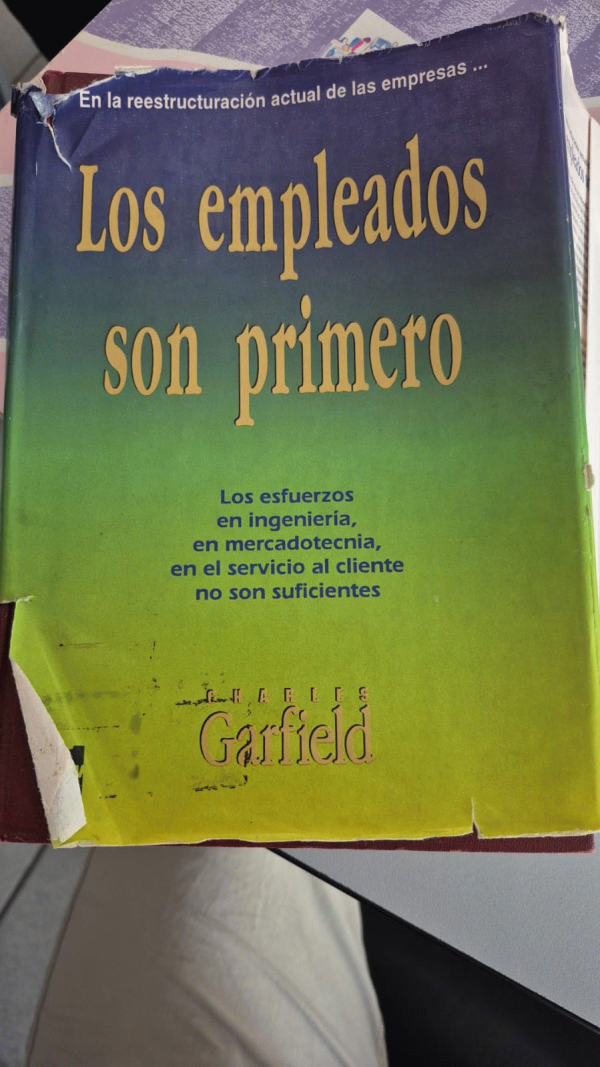 En la reestructuración actual de las empresas ...
Los empleados
son primero
Los esfuerzos
en ingeniería,
en mercadotecnia,
en el servicio al cliente
no son suficientes
CHARLES
Garfield